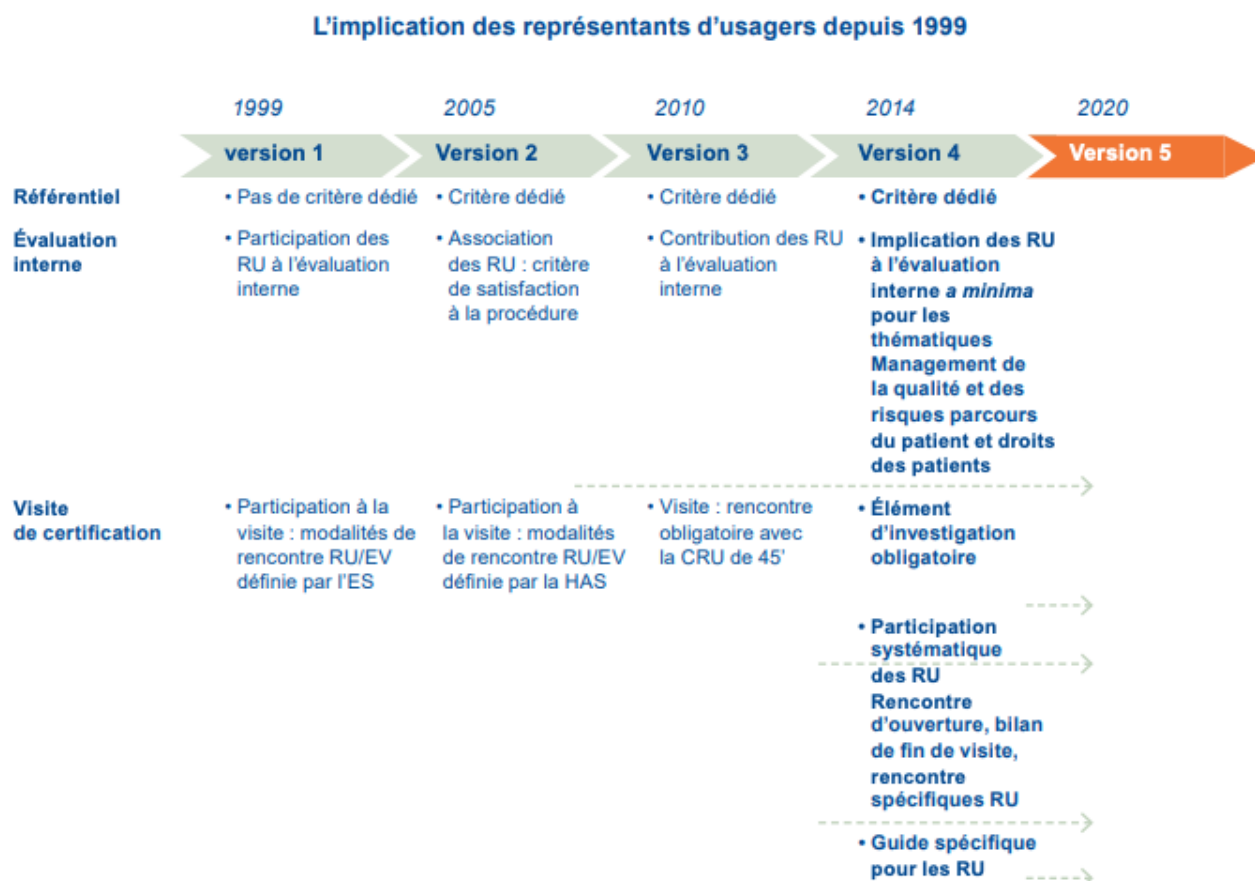 L’implication des représentants d’usagers depuis 1999
1999
2005
2010
2014
2020
version 1
Version 2
Version 3
Version 4
Version 5
Référentiel
• Pas de critère dédié
• Critère dédié
• Critère dédié
• Critère dédié
Évaluation
interne
• Participation des
RU à l’évaluation
interne
• Association
des RU : critère
de satisfaction
à la procédure
• Contribution des RU
à l’évaluation
interne
• Implication des RU
à l’évaluation
interne a minima
pour les
thématiques
Management de
la qualité et des
risques parcours
du patient et droits
des patients
Visite
de certification
• Participation à la
visite : modalités de
rencontre RU/EV
définie par l’ES
• Participation à
la visite : modalités
de rencontre RU/EV
définie par la HAS
• Visite : rencontre
obligatoire avec
la CRU de 45’
• Élément
d’investigation
obligatoire
• Participation
systématique
des RU
Rencontre
d’ouverture, bilan
de fin de visite,
rencontre
spécifiques RU
• Guide spécifique
pour les RU